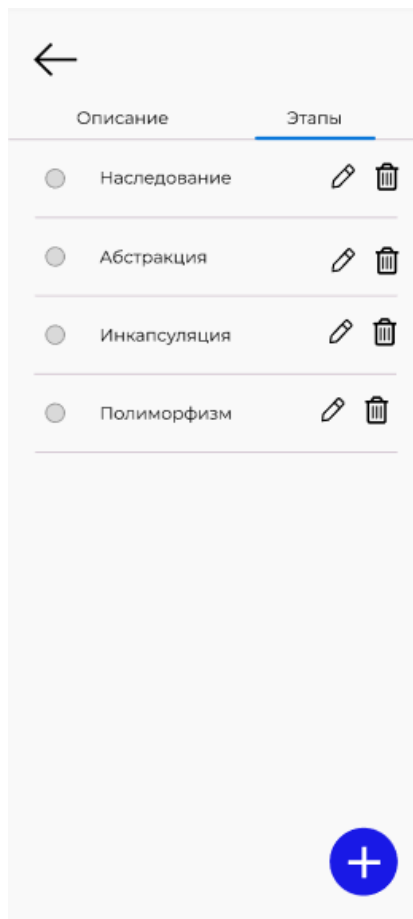 Описание Этапы
Наследование
Абстракция
Инкапсуляция
Полиморфизм